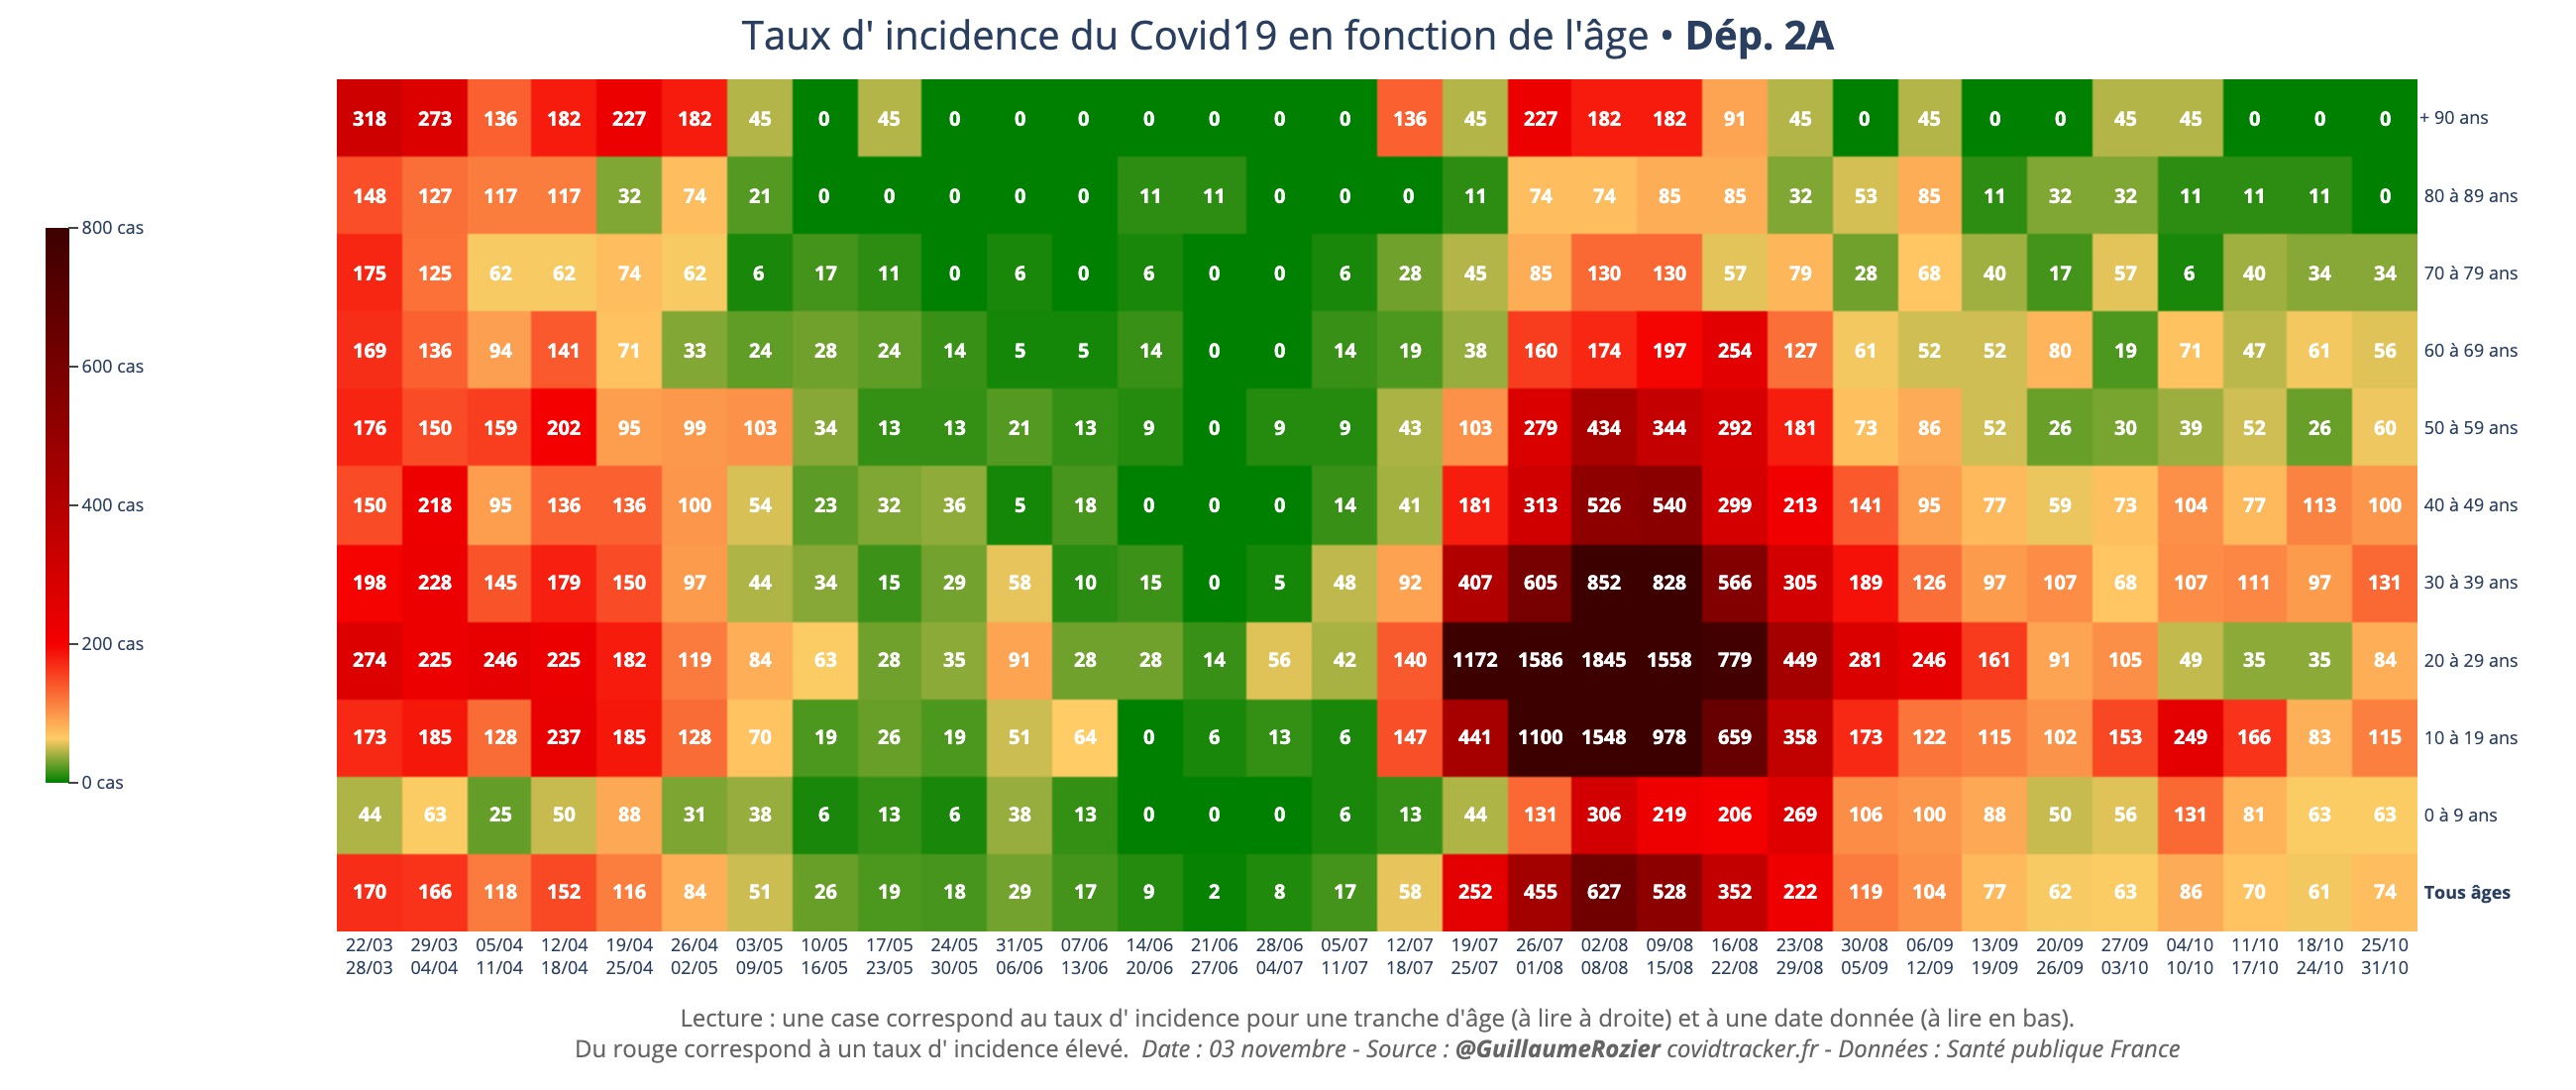 Taux d' incidence du Covid19 en fonction de l'âge • Dép. 2A
318 273 136 182 227 182 45 0 45 0 0 0 0 0 0 0 136 45 227 182 182 91 45 0 45 0 0 45 45 0 0 0 + 90 ans
148 127 117 117 32 74 21 0 0 0 0 0 11 11 0 0 0 11 74 74 85 85 32 53 85 11 32 32 11 11 11 0 80 à 89 ans
800 cas
175 125 62 62 74 62 6 17 11 0 6 0 6 0 0 6 28 45 85 130 130 57 79 28 68 40 17 57 6 40 34 34 70 à 79 ans
169 136 94 141 71 33 24 28 24 14 5 5 14 0 0 14 19 38 160 174 197 254 127 61 52 52 80 19 71 47 61 56 60 à 69 ans
600 cas
176 150 159 202 95 99 103 34 13 13 21 13 9 0 9 9 43 103 279 434 344 292 181 73 86 52 26 30 39 52 26 60 50 à 59 ans
400 cas
150 218 95 136 136 100 54 23 32 36 5 18 0 0 0 14 41 181 313 526 540 299 213 141 95 77 59 73 104 77 113 100 40 à 49 ans
198 228 145 179 150 97 44 34 15 29 58 10 15 0 5 48 92 407 605 852 828 566 305 189 126 97 107 68 107 111 97 131 30 à 39 ans
200 cas
274 225 246 225 182 119 84 63 28 35 91 28 28 14 56 42 140 1172 1586 1845 1558 779 449 281 246 161 91 105 49 35 35 84 20 à 29 ans
173 185 128 237 185 128 70 19 26 19 51 64 0 6 13 6 147 441 1100 1548 978 659 358 173 122 115 102 153 249 166 83 115 10 à 19 ans
0 cas
44 63 25 50 88 31 38 6 13 6 38 13 0 0 0 6 13 44 131 306 219 206 269 106 100 88 50 56 131 81 63 63 0 à 9 ans
170 166 118 152 116 84 51 26 19 18 29 17 9 2 8 17 58 252 455 627 528 352 222 119 104 77 62 63 86 70 61 74 Tous âges
22/03 29/03 05/04 12/04 19/04 26/04 03/05 10/05 17/05 24/05 31/05 07/06 14/06 21/06 28/06 05/07 12/07 19/07 26/07 02/08 09/08 16/08 23/08 30/08 06/09 13/09 20/09 27/09 04/10 11/10 18/10 25/10
28/03 04/04 11/04 18/04 25/04 02/05 09/05 16/05 23/05 30/05 06/06 13/06 20/06 27/06 04/07 11/07 18/07 25/07 01/08 08/08 15/08 22/08 29/08 05/09 12/09 19/09 26/09 03/10 10/10 17/10 24/10 31/10
Lecture : une case correspond au taux d' incidence pour une tranche d'âge (à lire à droite) et à une date donnée (à lire en bas).
Du rouge correspond à un taux d' incidence élevé. Date : 03 novembre - Source : @GuillaumeRozier covidtracker.fr - Données : Santé publique France